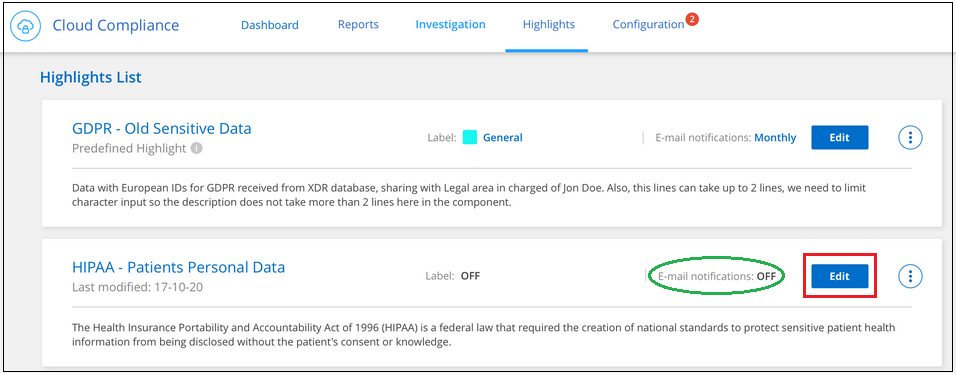 Cloud Compliance
Dashboard
Reports
Investigation
Highlights
Configuration
2
Highlights List
GDPR - Old Sensitive Data
Predefined Highlight i
Label: General
E-mail notifications: Monthly
Edit
Data with European IDs for GDPR received from XDR database, sharing with Legal area in charged of Jon Doe. Also, this lines can take up to 2 lines, we need to limit
character input so the description does not take more than 2 lines here in the component.
HIPAA - Patients Personal Data
Last modified: 17-10-20
Label: OFF
E-mail notifications: OFF
Edit
The Health Insurance Portability and Accountability Act of 1996 (HIPAA) is a federal law that required the creation of national standards to protect sensitive patient health
information from being disclosed without the patient's consent or knowledge.